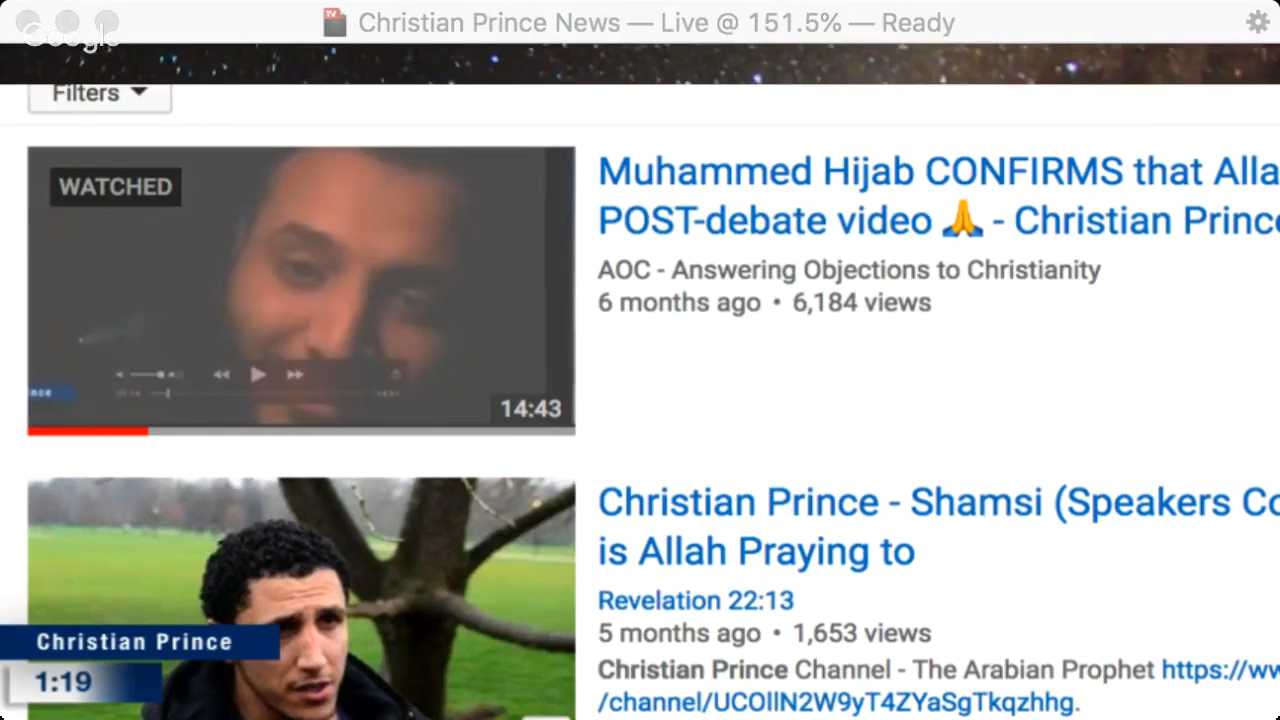 Google
Christian Prince News — Live @ 151.5% — Ready
Filters
WATCHED
Muhammed Hijab CONFIRMS that Alla
POST-debate video 🙏 - Christian Prince
AOC - Answering Objections to Christianity
6 months ago • 6,184 views
14:43
Christian Prince - Shamsi (Speakers Co
is Allah Praying to
Revelation 22:13
5 months ago • 1,653 views
Christian Prince Channel - The Arabian Prophet https://ww
/channel/UCOllN2W9yT4ZYaSgTkqzhhg.
Christian Prince
1:19